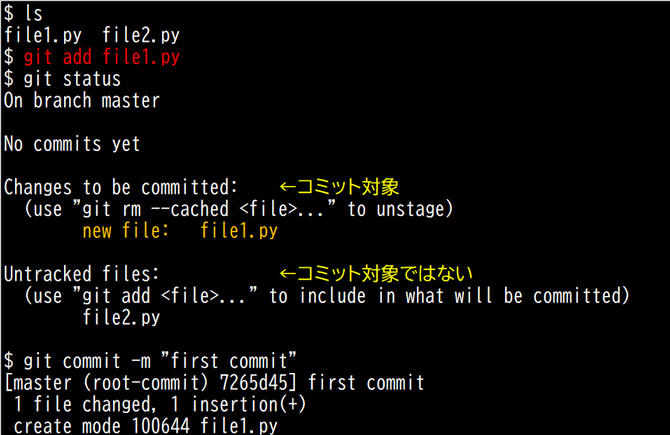 $ ls
file1.py  file2.py
$ git add file1.py
$ git status
On branch master
No commits yet
Changes to be committed:    ←コミット対象
  (use "git rm --cached <file>..." to unstage)
        new file:   file1.py
Untracked files:            ←コミット対象ではない
  (use "git add <file>..." to include in what will be committed)
        file2.py
$ git commit -m "first commit"
[master (root-commit) 7265d45] first commit
 1 file changed, 1 insertion(+)
 create mode 100644 file1.py